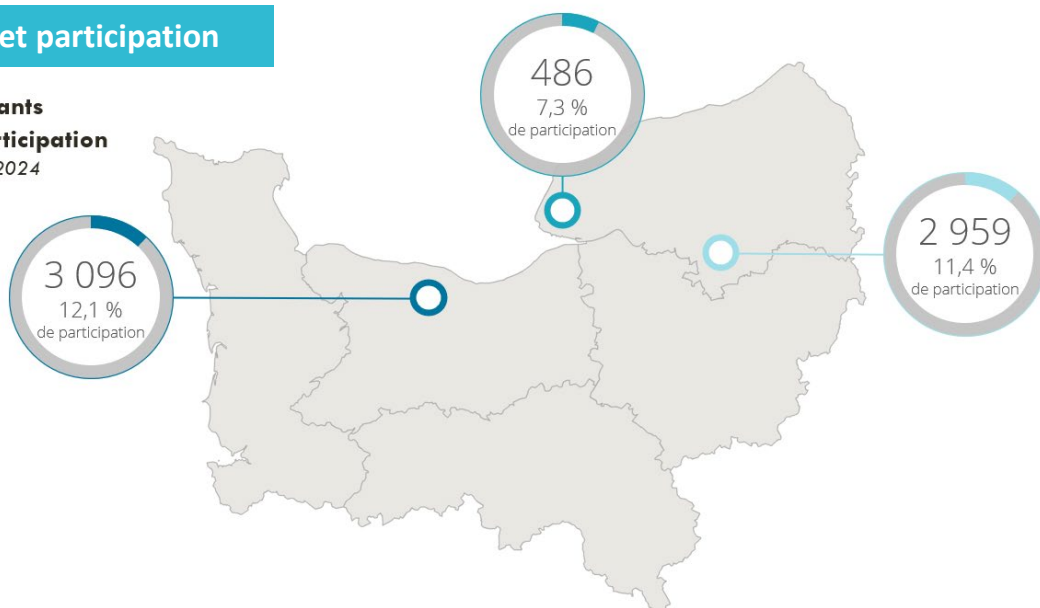 et participation
ants
rticipation
2024
486
7,3 %
de participation
3 096
12,1 %
de participation
2 959
11,4 %
de participation